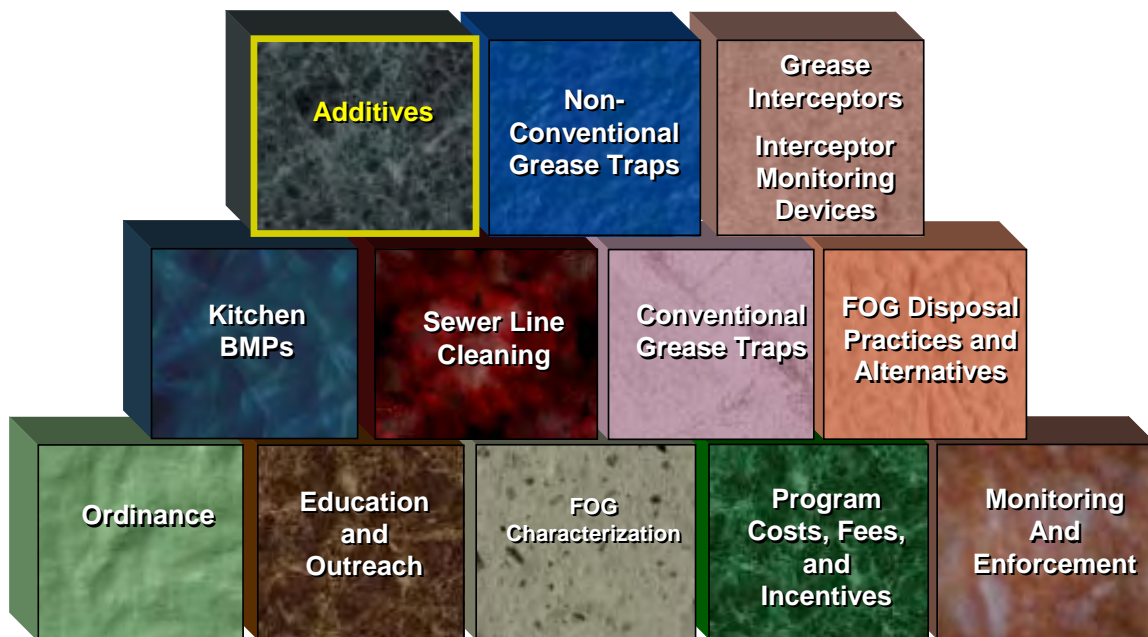 Additives
Non-
Conventional
Grease Traps
Grease
Interceptors
Interceptor
Monitoring
Devices
Kitchen
BMPs
Sewer Line
Cleaning
Conventional
Grease Traps
FOG Disposal
Practices and
Alternatives
Ordinance
Education
and
Outreach
FOG
Characterization
Program
Costs, Fees,
and
Incentives
Monitoring
And
Enforcement